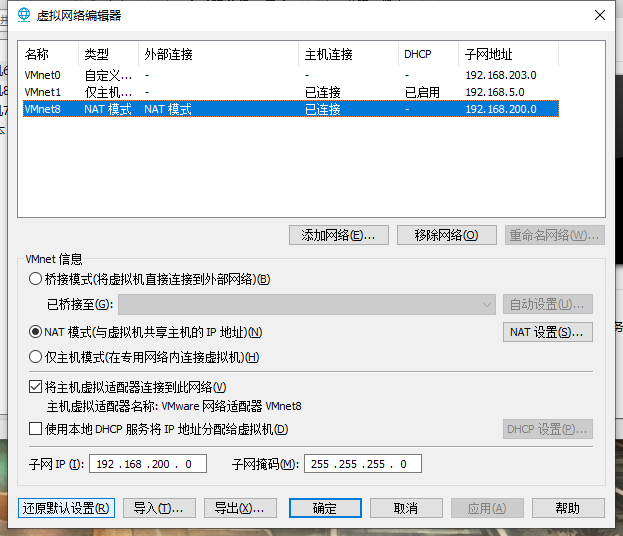 虚拟网络编辑器
名称 类型 外部连接 主机连接 DHCP 子网地址
VMnet0 自定义... - - - 192.168.203.0
VMnet1 仅主机... - 已连接 已启用 192.168.5.0
VMnet8 NAT 模式 NAT 模式 已连接 - 192.168.200.0
添加网络(E)... 移除网络(O) 重命名网络(W)...
VMnet 信息
桥接模式(将虚拟机直接连接到外部网络)(B)
已桥接至(G): 自动设置(U)...
NAT 模式(与虚拟机共享主机的 IP 地址)(N) NAT 设置(S)...
仅主机模式(在专用网络内连接虚拟机)(H)
将主机虚拟适配器连接到此网络(V)
主机虚拟适配器名称: VMware 网络适配器 VMnet8
使用本地 DHCP 服务将 IP 地址分配给虚拟机(D) DHCP 设置(P)...
子网 IP (I): 192 .168 .200 . 0 子网掩码(M): 255 .255 .255 . 0
还原默认设置(R) 导入(T)... 导出(X)... 确定 取消 应用(A) 帮助